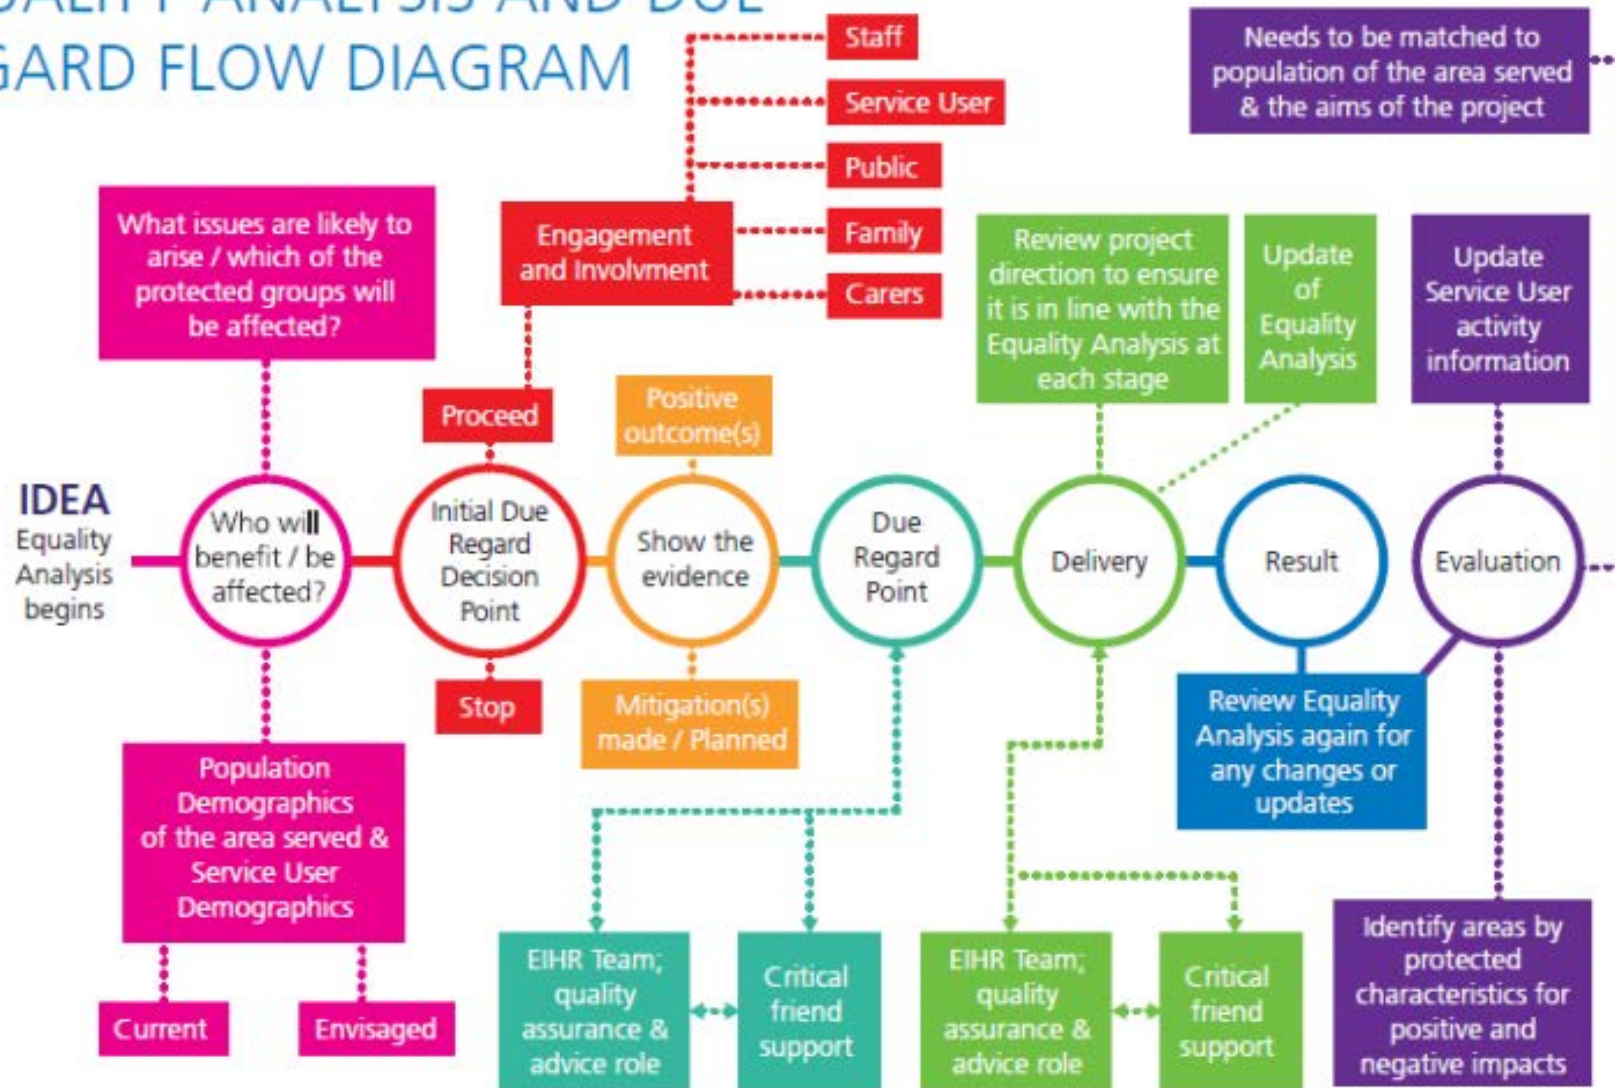 UALITY ANALYSIS AND DUE
GARD FLOW DIAGRAM
Staff
Service User
Public
Family
Carers
Needs to be matched to
population of the area served
& the aims of the project
What issues are likely to
arise / which of the
protected groups will
be affected?
Engagement
and Involvment
Review project
direction to ensure
it is in line with the
Equality Analysis at
each stage
Update
of
Equality
Analysis
Update
Service User
activity
information
Proceed
Positive
outcome(s)
IDEA
Equality
Analysis
begins
Who will
benefit / be
affected?
Initial Due
Regard
Decision
Point
Show the
evidence
Due
Regard
Point
Delivery
Result
Evaluation
Stop
Mitigation(s)
made / Planned
Review Equality
Analysis again for
any changes or
updates
Population
Demographics
of the area served &
Service User
Demographics
Current
Envisaged
EIHR Team;
quality
assurance &
advice role
Critical
friend
support
EIHR Team;
quality
assurance &
advice role
Critical
friend
support
Identify areas by
protected
characteristics for
positive and
negative impacts